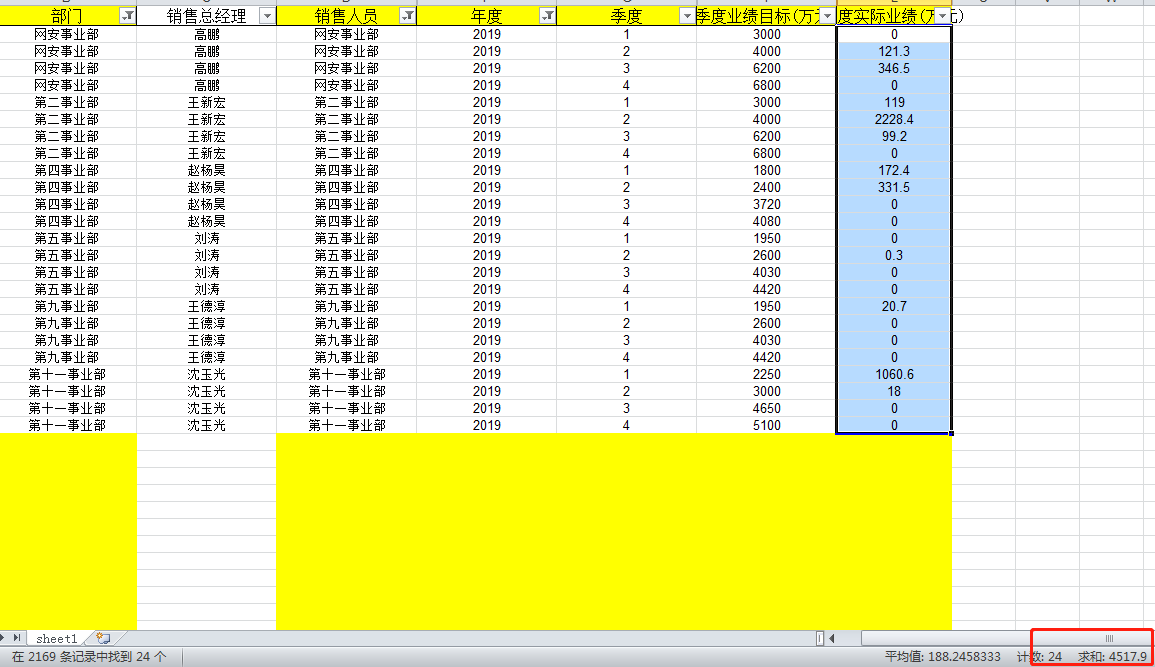 部门 销售总经理 销售人员 年度 季度 季度业绩目标(万元 度实际业绩(万元)
网安事业部 高鹏 网安事业部 2019 1 3000 0
网安事业部 高鹏 网安事业部 2019 2 4000 121.3
网安事业部 高鹏 网安事业部 2019 3 6200 346.5
网安事业部 高鹏 网安事业部 2019 4 6800 0
第二事业部 王新宏 第二事业部 2019 1 3000 119
第二事业部 王新宏 第二事业部 2019 2 4000 2228.4
第二事业部 王新宏 第二事业部 2019 3 6200 99.2
第二事业部 王新宏 第二事业部 2019 4 6800 0
第四事业部 赵杨昊 第四事业部 2019 1 1800 172.4
第四事业部 赵杨昊 第四事业部 2019 2 2400 331.5
第四事业部 赵杨昊 第四事业部 2019 3 3720 0
第四事业部 赵杨昊 第四事业部 2019 4 4080 0
第五事业部 刘涛 第五事业部 2019 1 1950 0
第五事业部 刘涛 第五事业部 2019 2 2600 0.3
第五事业部 刘涛 第五事业部 2019 3 4030 0
第五事业部 刘涛 第五事业部 2019 4 4420 0
第九事业部 王德淳 第九事业部 2019 1 1950 20.7
第九事业部 王德淳 第九事业部 2019 2 2600 0
第九事业部 王德淳 第九事业部 2019 3 4030 0
第九事业部 王德淳 第九事业部 2019 4 4420 0
第十一事业部 沈玉光 第十一事业部 2019 1 2250 1060.6
第十一事业部 沈玉光 第十一事业部 2019 2 3000 18
第十一事业部 沈玉光 第十一事业部 2019 3 4650 0
第十一事业部 沈玉光 第十一事业部 2019 4 5100 0
sheet1
在 2169 条记录中找到 24 个 平均值: 188.2458333 计数: 24 求和: 4517.9